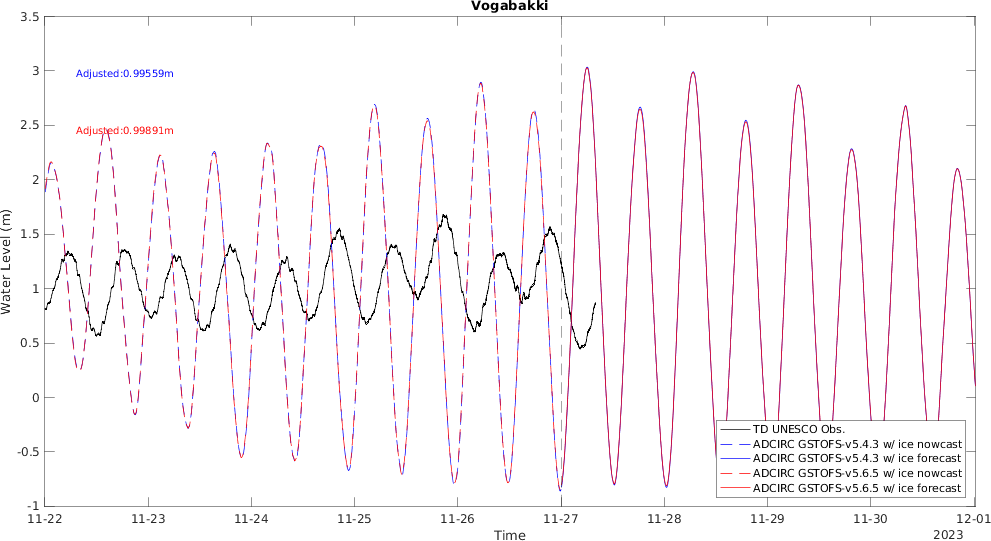 Vogabakki
3.5
3
2.5
2
1.5
1
0.5
0
-0.5
-1
Water Level (m)
Adjusted:0.99559m
Adjusted:0.99891m
TD UNESCO Obs.
ADCIRC GSTOFS-v5.4.3 w/ ice nowcast
ADCIRC GSTOFS-v5.4.3 w/ ice forecast
ADCIRC GSTOFS-v5.6.5 w/ ice nowcast
ADCIRC GSTOFS-v5.6.5 w/ ice forecast
11-22 11-23 11-24 11-25 11-26 11-27 11-28 11-29 11-30 12-01
Time
2023